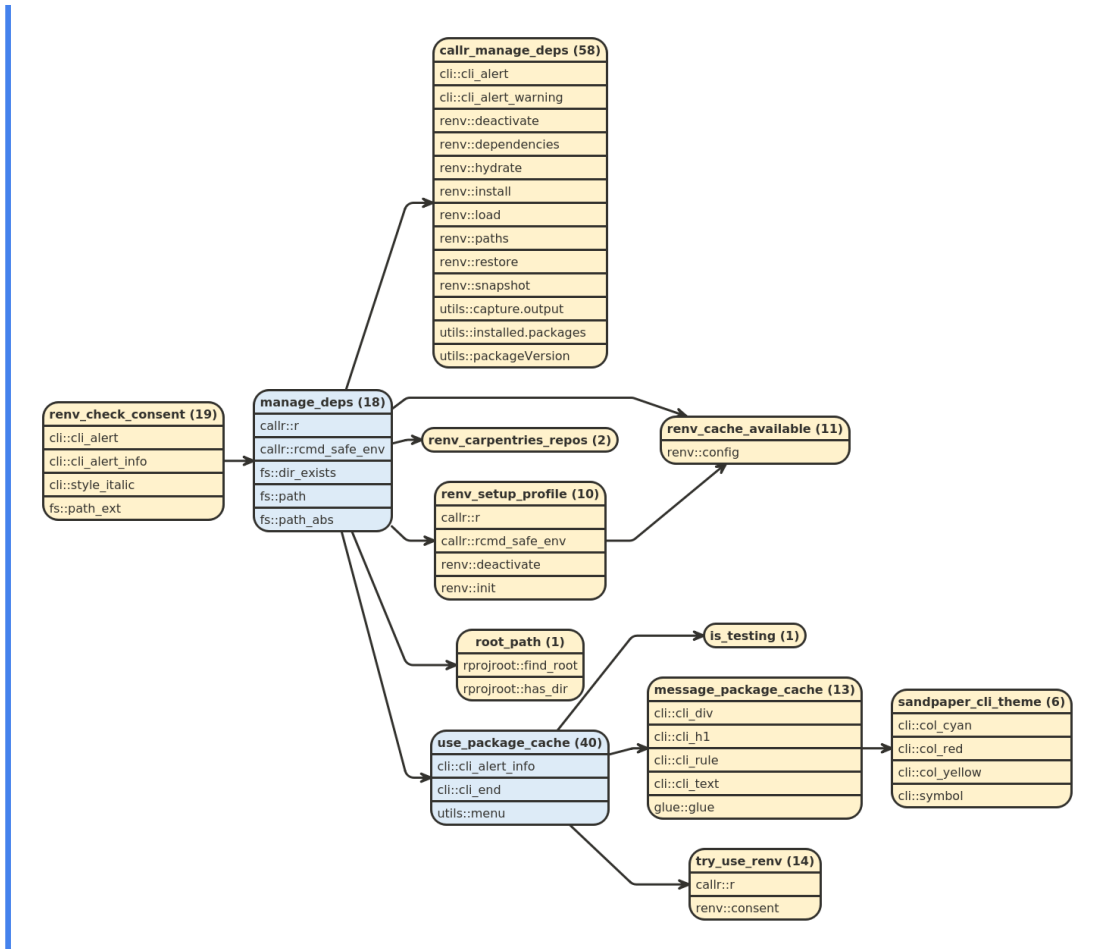 callr_manage_deps (58)
cli::cli_alert
cli::cli_alert_warning
renv::deactivate
renv::dependencies
renv::hydrate
renv::install
renv::load
renv::paths
renv::restore
renv::snapshot
utils::capture.output
utils::installed.packages
utils::packageVersion
renv_check_consent (19)
cli::cli_alert
cli::cli_alert_info
cli::style_italic
fs::path_ext
manage_deps (18)
callr::r
callr::rcmd_safe_env
fs::dir_exists
fs::path
fs::path_abs
renv_carpentries_repos (2)
renv_cache_available (11)
renv::config
renv_setup_profile (10)
callr::r
callr::rcmd_safe_env
renv::deactivate
renv::init
root_path (1)
rprojroot::find_root
rprojroot::has_dir
is_testing (1)
use_package_cache (40)
cli::cli_alert_info
cli::cli_end
utils::menu
message_package_cache (13)
cli::cli_div
cli::cli_h1
cli::cli_rule
cli::cli_text
glue::glue
sandpaper_cli_theme (6)
cli::col_cyan
cli::col_red
cli::col_yellow
cli::symbol
try_use_renv (14)
callr::r
renv::consent